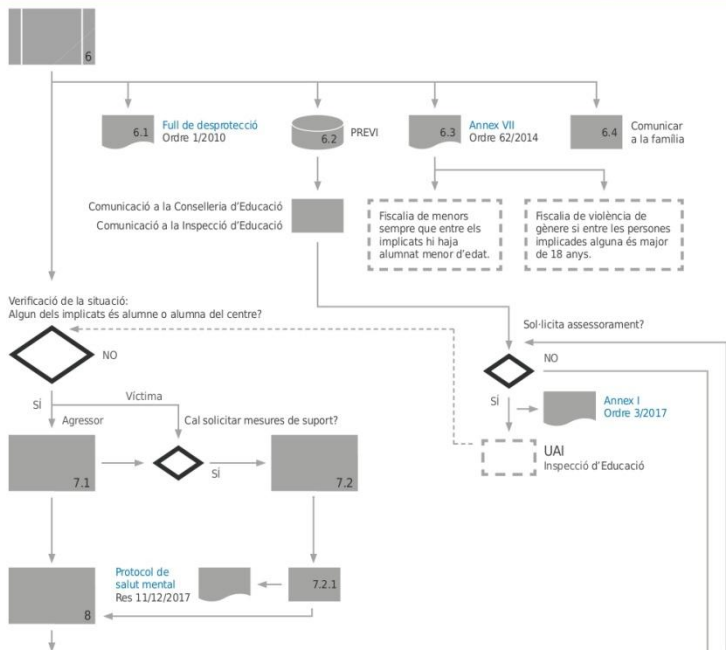 6
6.1
Full de desprotecció
Ordre 1/2010
6.2
PREVI
6.3
Annex VII
Ordre 62/2014
6.4
Comunicar
a la família
Comunicació a la Conselleria d'Educació
Comunicació a la Inspecció d'Educació
Fiscalia de menors
sempre que entre els
implicats hi haja
alumnat menor d'edat.
Fiscalia de violència de
gènere si entre les persones
implicades alguna és major
de 18 anys.
Verificació de la situació:
Algun dels implicats és alumne o alumna del centre?
NO
SÍ
Víctima
Agressor
Cal solicitar mesures de suport?
SÍ
7.1
7.2
Sol·licita assessorament?
NO
SÍ
Annex I
Ordre 3/2017
UAI
Inspecció d'Educació
Protocol de
salut mental
Res 11/12/2017
7.2.1
8